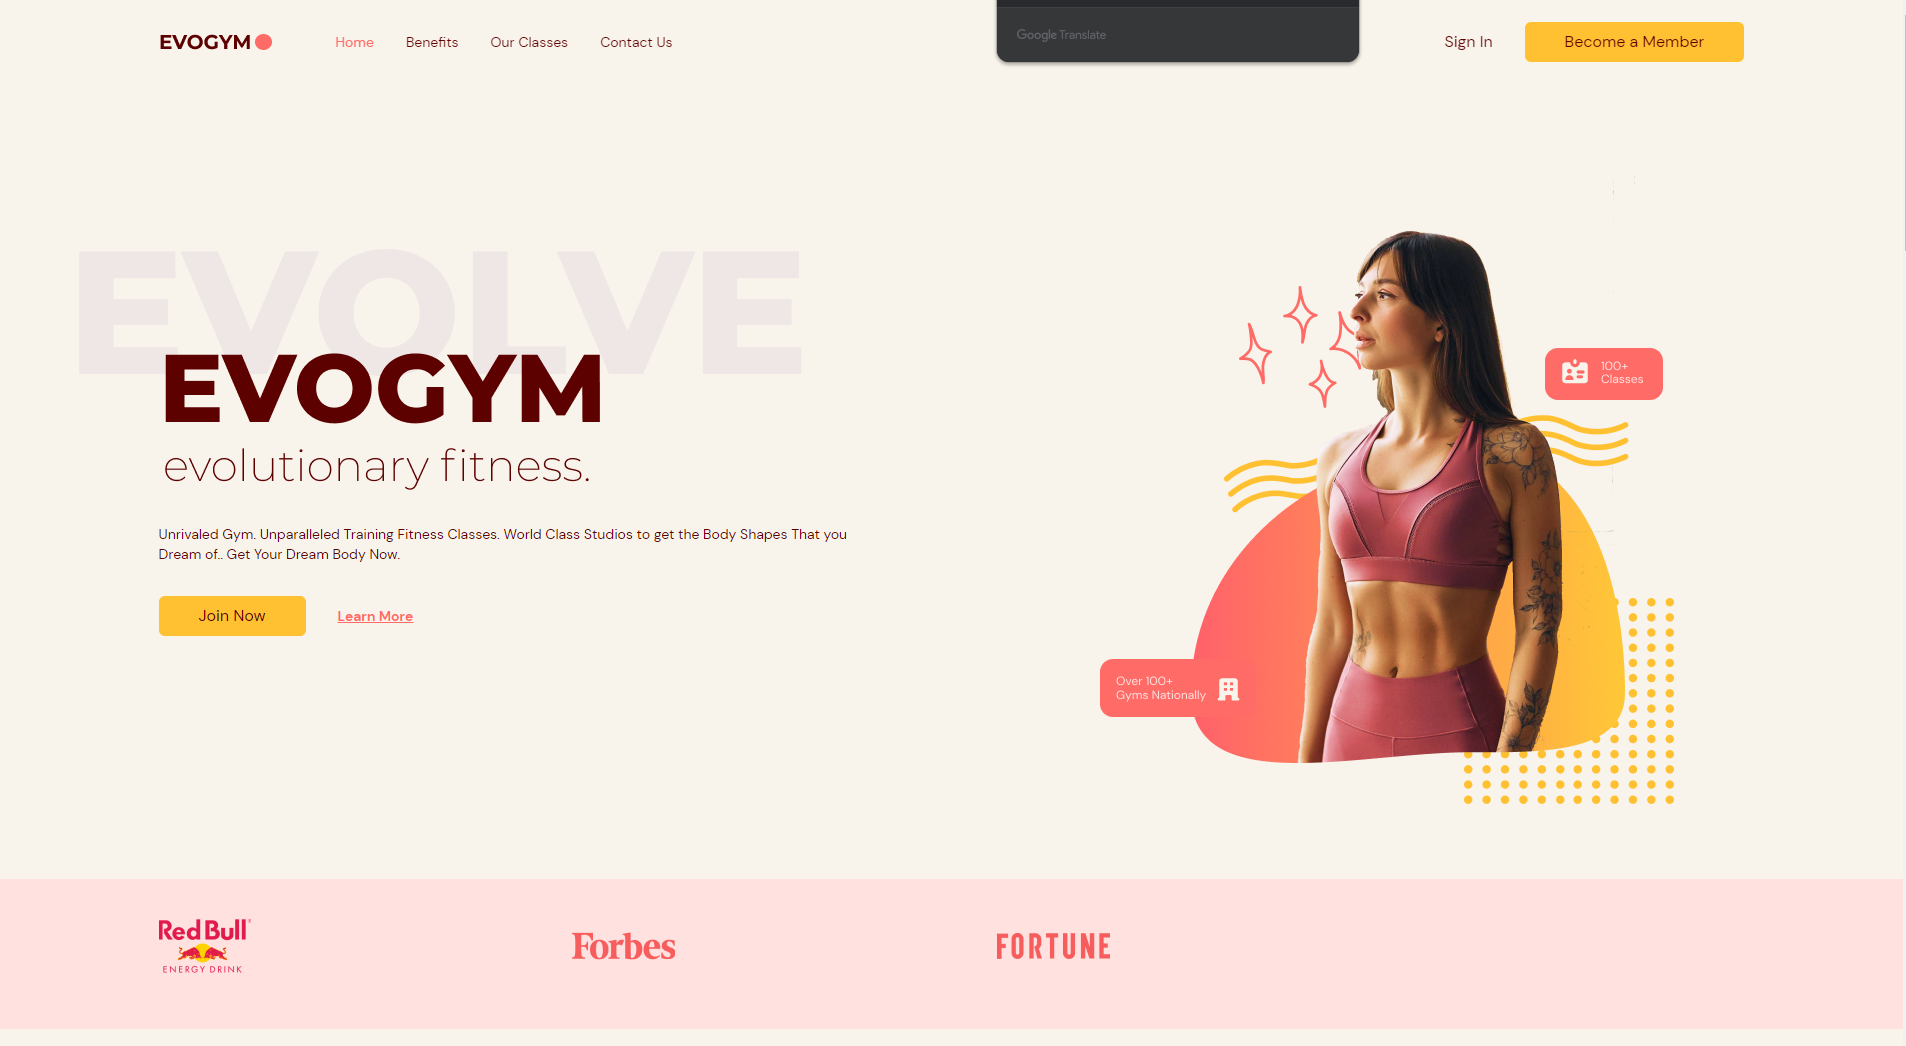 EVOGYM
Home
Benefits
Our Classes
Contact Us
Google Translate
Sign In
Become a Member
EVOLVE
EVOGYM
evolutionary fitness.
Unrivaled Gym. Unparalleled Training Fitness Classes. World Class Studios to get the Body Shapes That you
Dream of.. Get Your Dream Body Now.
Join Now
Learn More
100+
Classes
Over 100+
Gyms Nationally
Red Bull®
ENERGY DRINK
Forbes
FORTUNE